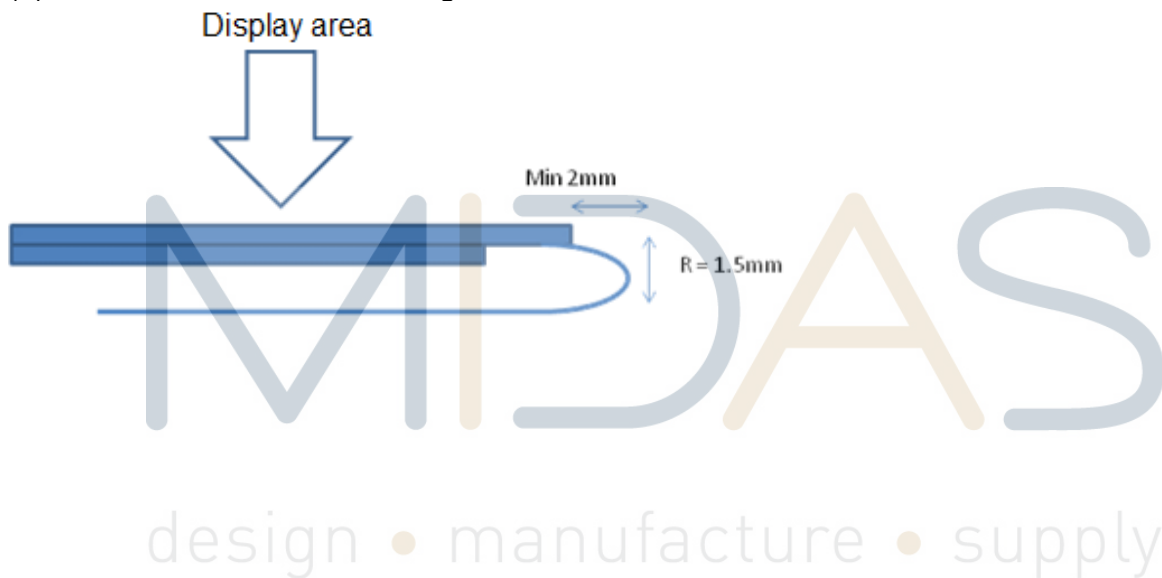 Display area
Min 2mm
R = 1.5mm
MIDAS
design • manufacture • supply